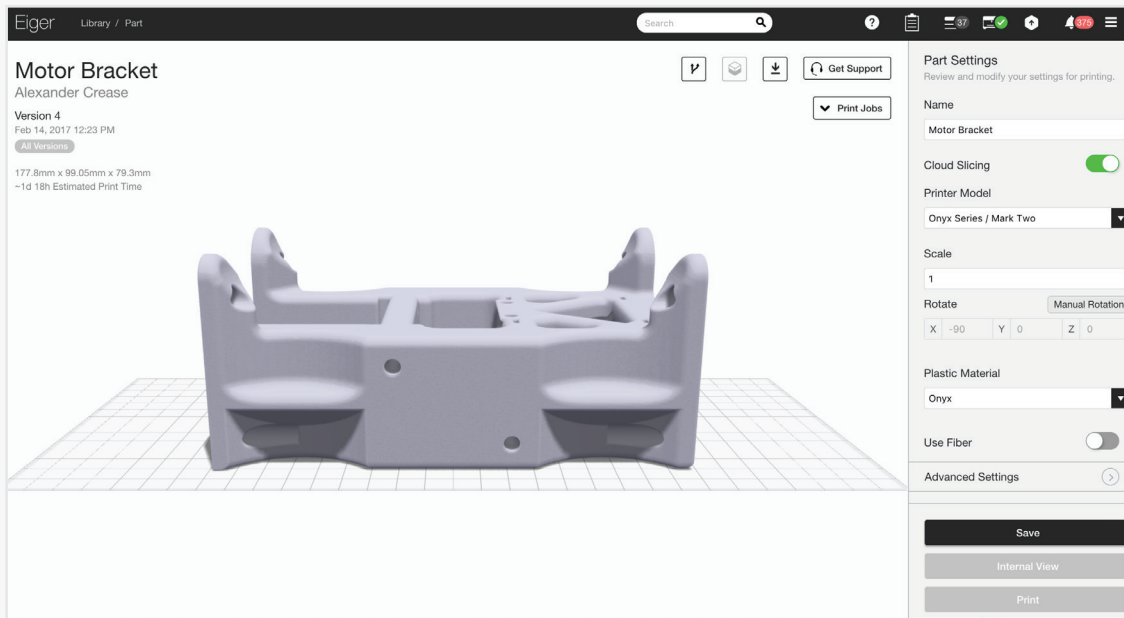 Eiger Library / Part Search ? 37 375
Motor Bracket
Alexander Crease
Version 4
Feb 14, 2017 12:23 PM
All Versions
177.8mm x 99.05mm x 79.3mm
~1d 18h Estimated Print Time
Get Support
Print Jobs
Part Settings
Review and modify your settings for printing.
Name
Motor Bracket
Cloud Slicing
Printer Model
Onyx Series / Mark Two
Scale
1
Rotate Manual Rotation
X -90 Y 0 Z 0
Plastic Material
Onyx
Use Fiber
Advanced Settings
Save
Internal View
Print